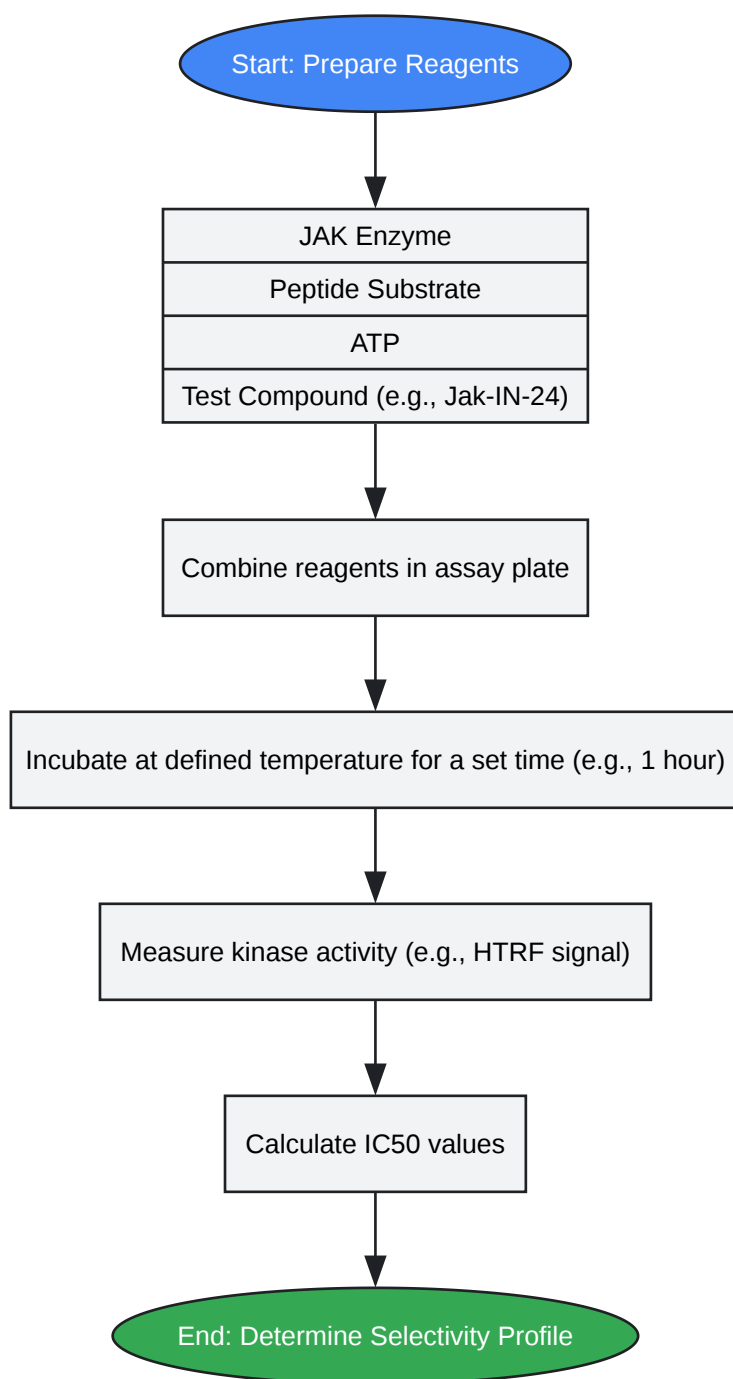 Start: Prepare Reagents
JAK Enzyme
Peptide Substrate
ATP
Test Compound (e.g., Jak-IN-24)
Combine reagents in assay plate
Incubate at defined temperature for a set time (e.g., 1 hour)
Measure kinase activity (e.g., HTRF signal)
Calculate IC50 values
End: Determine Selectivity Profile